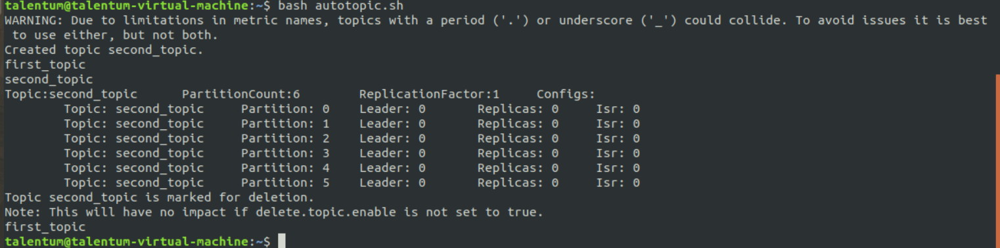 talentum@talentum-virtual-machine:~$ bash autotopic.sh
WARNING: Due to limitations in metric names, topics with a period ('.') or underscore ('_') could collide. To avoid issues it is best
 to use either, but not both.
Created topic second_topic.
first_topic
second_topic
Topic:second_topic	PartitionCount:6	ReplicationFactor:1	Configs:
	Topic: second_topic	Partition: 0	Leader: 0	Replicas: 0	Isr: 0
	Topic: second_topic	Partition: 1	Leader: 0	Replicas: 0	Isr: 0
	Topic: second_topic	Partition: 2	Leader: 0	Replicas: 0	Isr: 0
	Topic: second_topic	Partition: 3	Leader: 0	Replicas: 0	Isr: 0
	Topic: second_topic	Partition: 4	Leader: 0	Replicas: 0	Isr: 0
	Topic: second_topic	Partition: 5	Leader: 0	Replicas: 0	Isr: 0
Topic second_topic is marked for deletion.
Note: This will have no impact if delete.topic.enable is not set to true.
first_topic
talentum@talentum-virtual-machine:~$